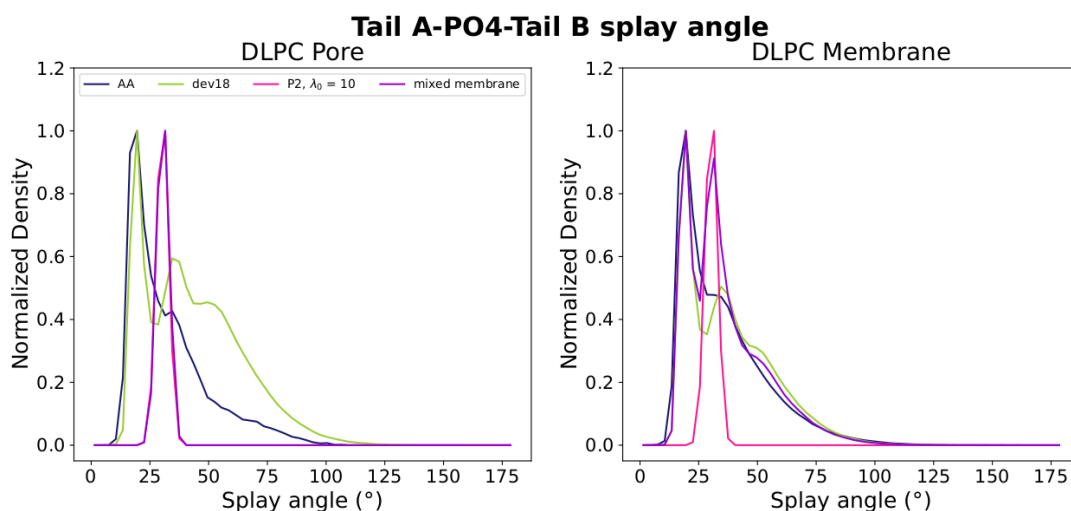 Tail A-PO4-Tail B splay angle
DLPC Pore
AA dev18 P2, λ₀ = 10 mixed membrane
Normalized Density
1.2
1.0
0.8
0.6
0.4
0.2
0.0
0 25 50 75 100 125 150 175
Splay angle (°)
DLPC Membrane
Normalized Density
1.2
1.0
0.8
0.6
0.4
0.2
0.0
0 25 50 75 100 125 150 175
Splay angle (°)